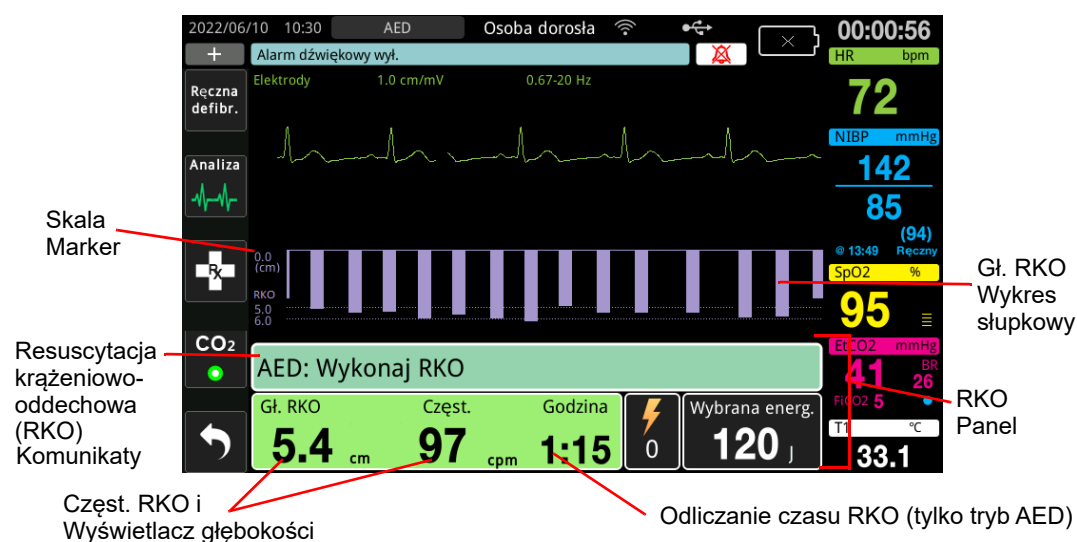 2022/06/10 10:30 AED Osoba dorosła 00:00:56
+ Alarm dźwiękowy wył. HR bpm
Elektrody 1.0 cm/mV 0.67-20 Hz
Ręczna
defibr.
72
NIBP mmHg
Analiza
142
85
(94)
@ 13:49 Ręczny
Skala
Marker
0.0
(cm)
RKO
5.0
6.0
Rx
SpO2 %
95
Gł. RKO
Wykres
słupkowy
CO2
Resuscytacja
krążeniowo-
oddechowa
(RKO)
Komunikaty
AED: Wykonaj RKO
EtCO2 mmHg
41 BR
26
FiCO2 5
RKO
Panel
Gł. RKO Częst. Godzina
5.4 cm 97 cpm 1:15
0
Wybrana energ.
120 J
T1 °C
33.1
Częst. RKO i
Wyświetlacz głębokości
Odliczanie czasu RKO (tylko tryb AED)